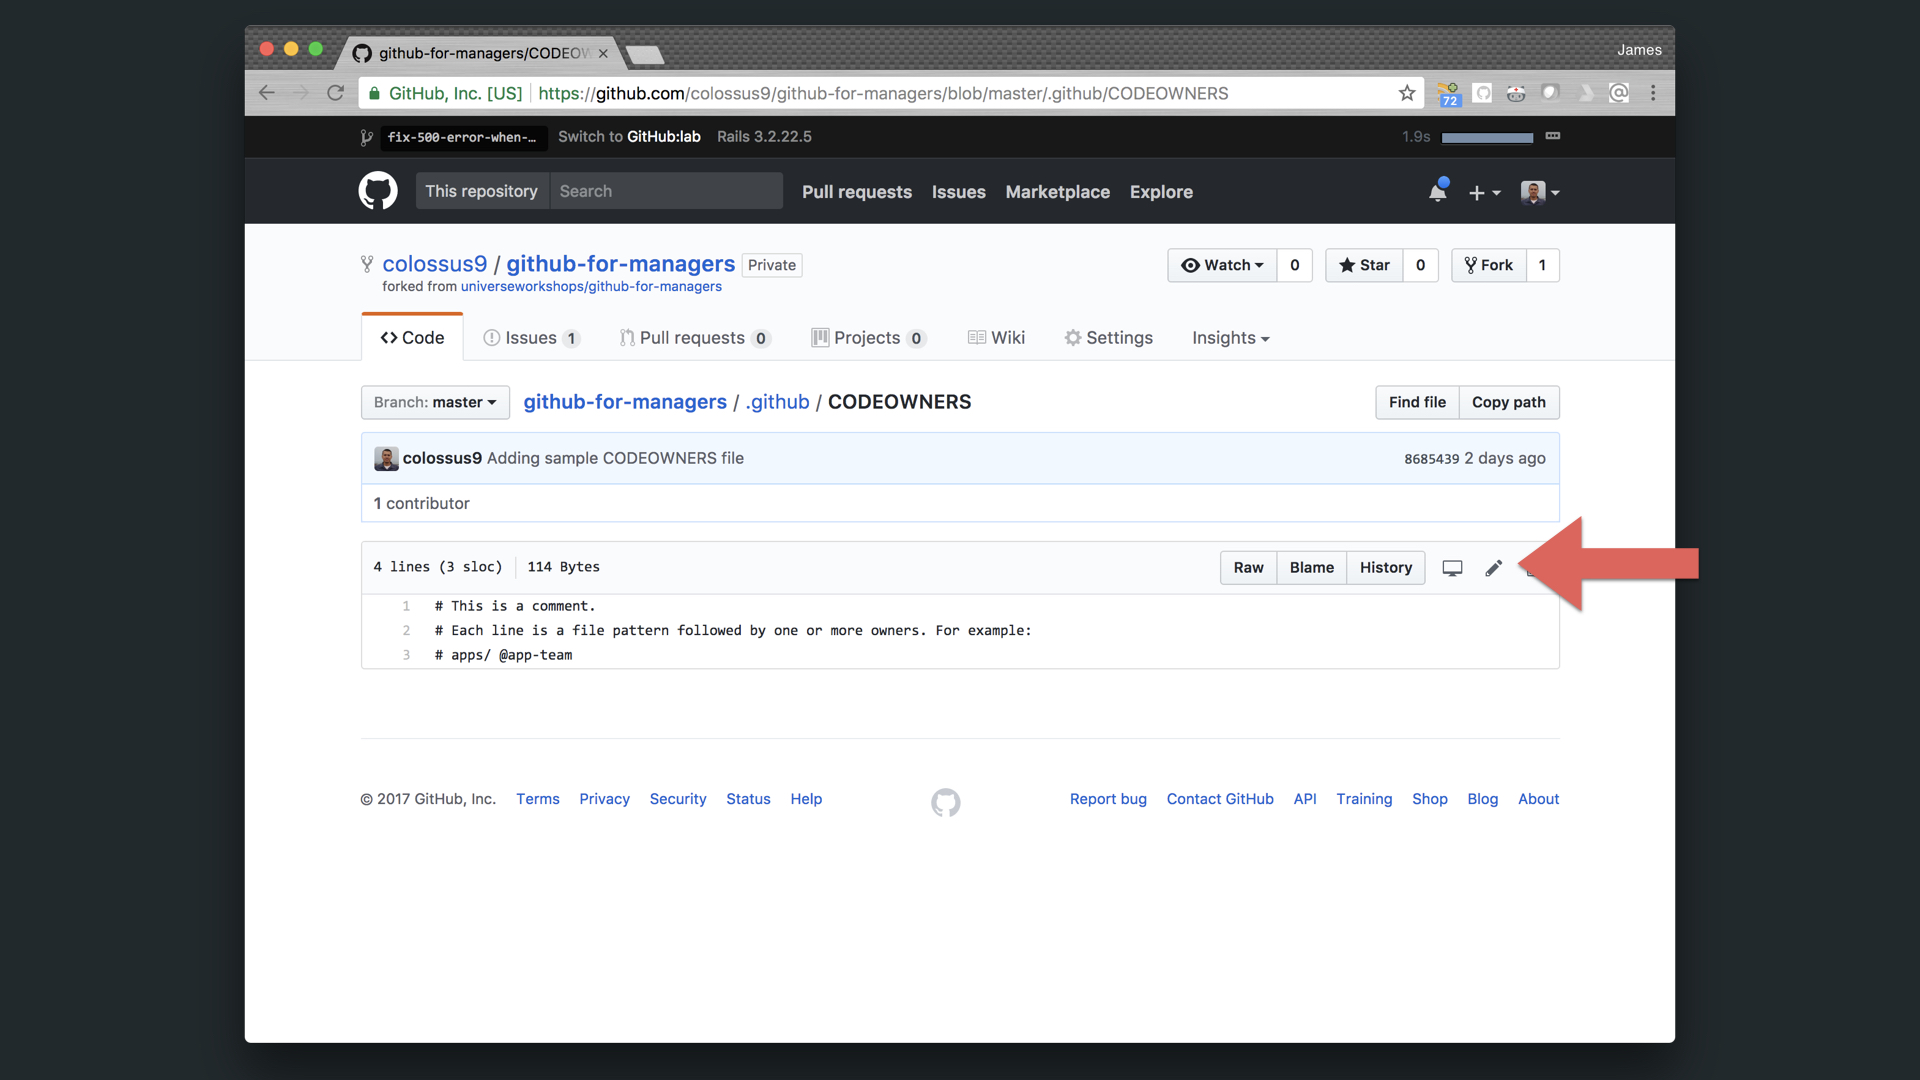 github-for-managers/CODEOW
James
GitHub, Inc. [US] https://github.com/colossus9/github-for-managers/blob/master/.github/CODEOWNERS
72
fix-500-error-when-… Switch to GitHub:lab Rails 3.2.22.5 1.9s
This repository Search Pull requests Issues Marketplace Explore
colossus9 / github-for-managers Private
Watch 0 Star 0 Fork 1
forked from universeworkshops/github-for-managers
Code Issues 1 Pull requests 0 Projects 0 Wiki Settings Insights
Branch: master github-for-managers / .github / CODEOWNERS Find file Copy path
colossus9 Adding sample CODEOWNERS file 8685439 2 days ago
1 contributor
4 lines (3 sloc) 114 Bytes Raw Blame History
1 # This is a comment.
2 # Each line is a file pattern followed by one or more owners. For example:
3 # apps/ @app-team
© 2017 GitHub, Inc. Terms Privacy Security Status Help Report bug Contact GitHub API Training Shop Blog About